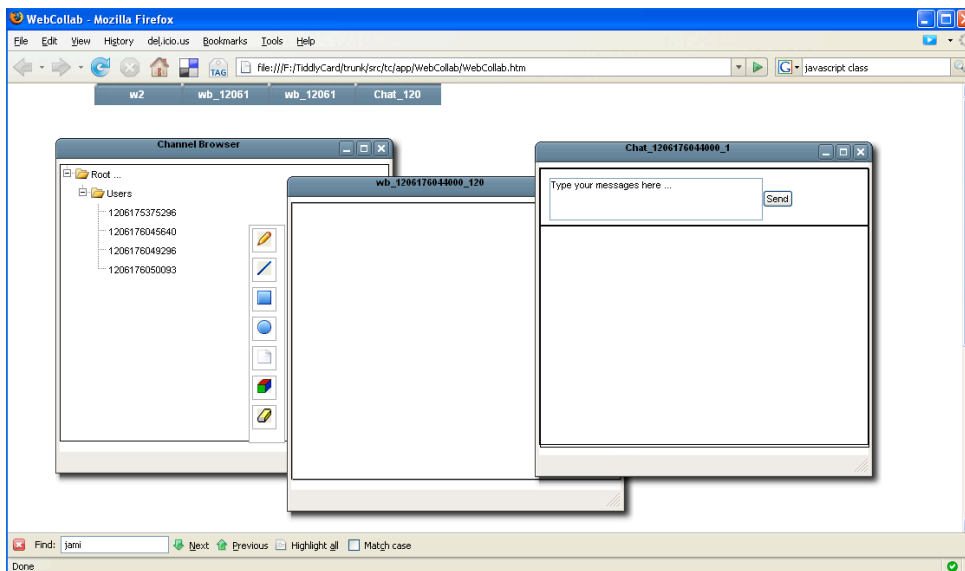 WebCollab - Mozilla Firefox
File Edit View History del.icio.us Bookmarks Tools Help
TAG file:///F:/TiddlyCard/trunk/src/tc/app/WebCollab/WebCollab.htm G javascript class
w2 wb_12061 wb_12061 Chat_120
Channel Browser
Root ...
Users
1206175375296
1206176045640
1206176049296
1206176050093
wb_1206176044000_120
Chat_1206176044000_1
Type your messages here ...
Send
Find: jami Next Previous Highlight all Match case
Done